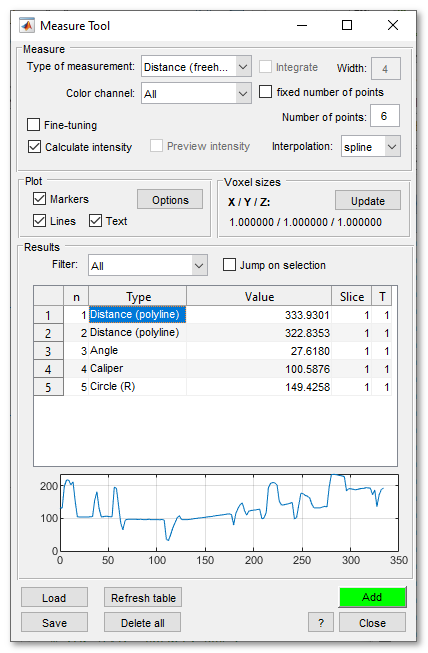 Measure Tool
Measure
Type of measurement: Distance (freeh... Integrate Width: 4
Color channel: All fixed number of points
Number of points: 6
Fine-tuning
Calculate intensity Preview intensity Interpolation: spline
Plot
Markers Options
Lines Text
Voxel sizes
X / Y / Z: Update
1.000000 / 1.000000 / 1.000000
Results
Filter: All Jump on selection
n Type Value Slice T
1 1 Distance (polyline) 333.9301 1 1
2 2 Distance (polyline) 322.8353 1 1
3 3 Angle 27.6180 1 1
4 4 Caliper 100.5876 1 1
5 5 Circle (R) 149.4258 1 1
200
100
0
0 50 100 150 200 250 300 350
Load Refresh table Add
Save Delete all ? Close